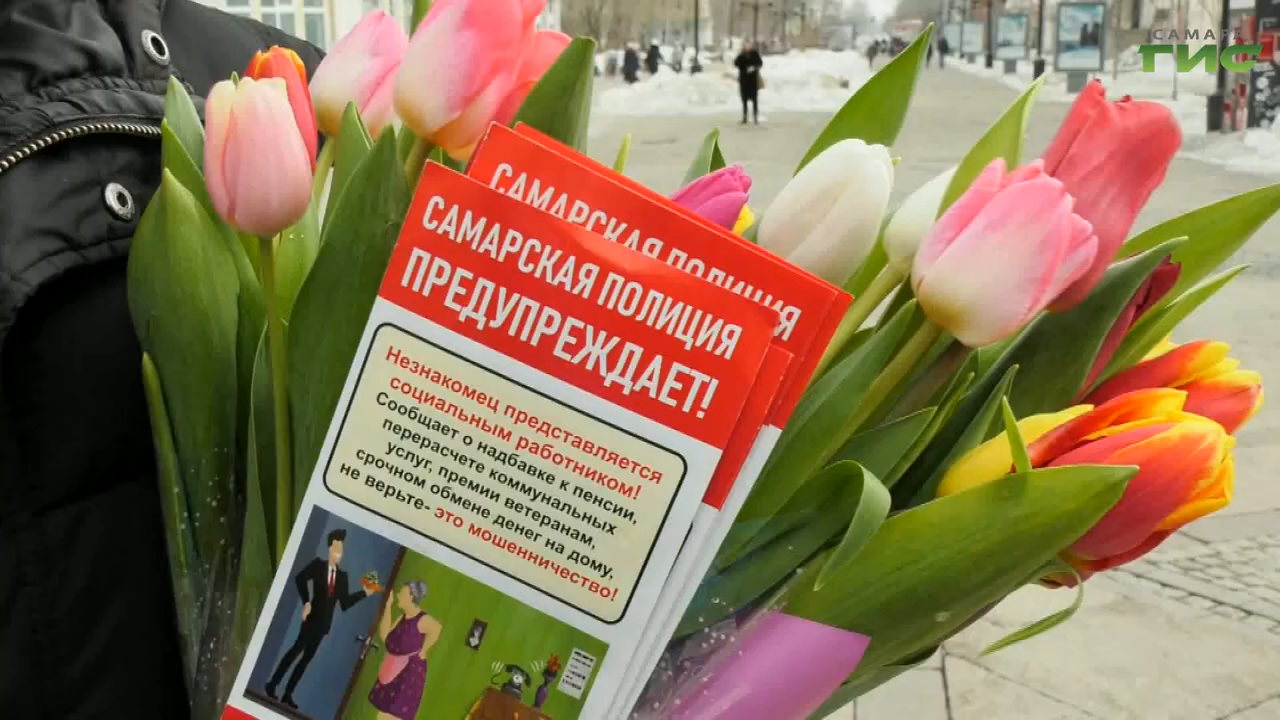 САМАРА
ГИС
САМАРСКАЯ ПОЛИЦИЯ
САМАРСКАЯ ПОЛИЦИЯ
ПРЕДУПРЕЖДАЕТ!
Незнакомец представляется
социальным работником!
Сообщает о надбавке к пенсии,
перерасчете коммунальных
услуг, премии ветеранам,
срочном обмене денег на дому,
не верьте- это мошенничество!